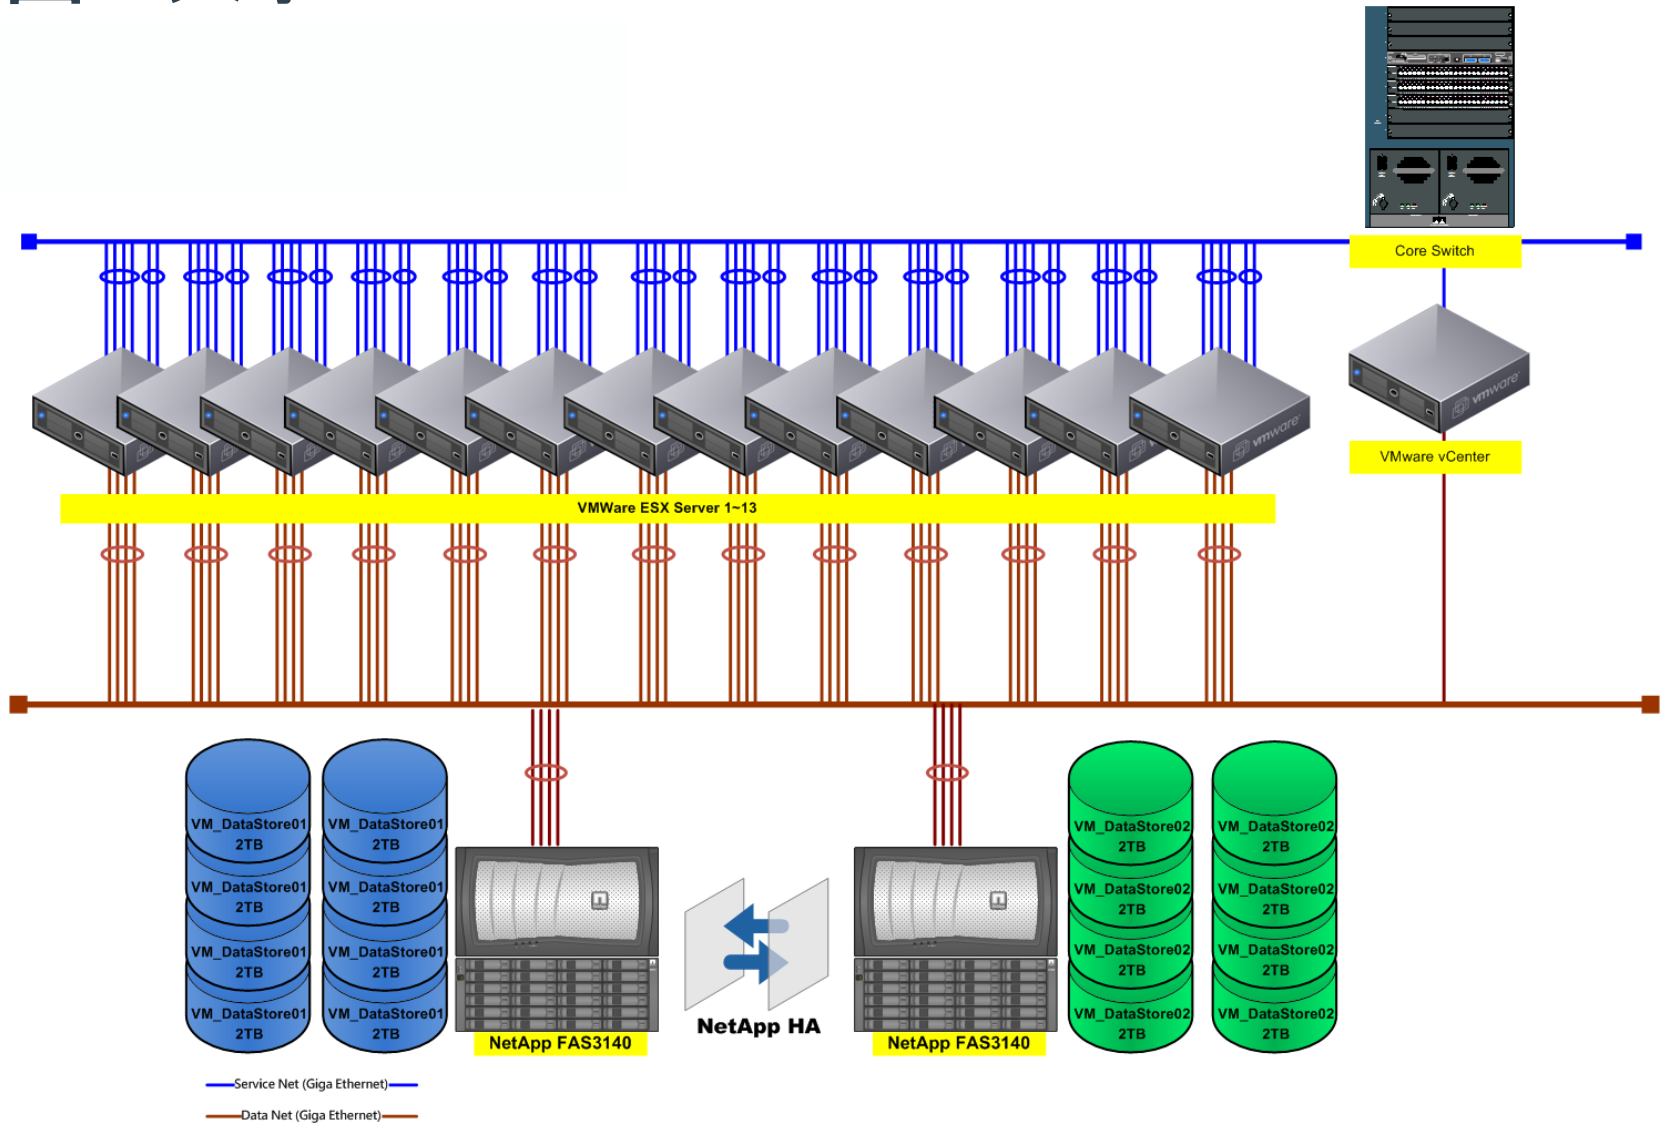 Core Switch
vmware
VMware vCenter
vmware
VMWare ESX Server 1~13
VM_DataStore01
2TB
VM_DataStore01
2TB
VM_DataStore01
2TB
VM_DataStore01
2TB
VM_DataStore01
2TB
VM_DataStore01
2TB
VM_DataStore01
2TB
VM_DataStore01
2TB
NetApp FAS3140
NetApp HA
NetApp FAS3140
VM_DataStore02
2TB
VM_DataStore02
2TB
VM_DataStore02
2TB
VM_DataStore02
2TB
VM_DataStore02
2TB
VM_DataStore02
2TB
VM_DataStore02
2TB
VM_DataStore02
2TB
Service Net (Giga Ethernet)
Data Net (Giga Ethernet)